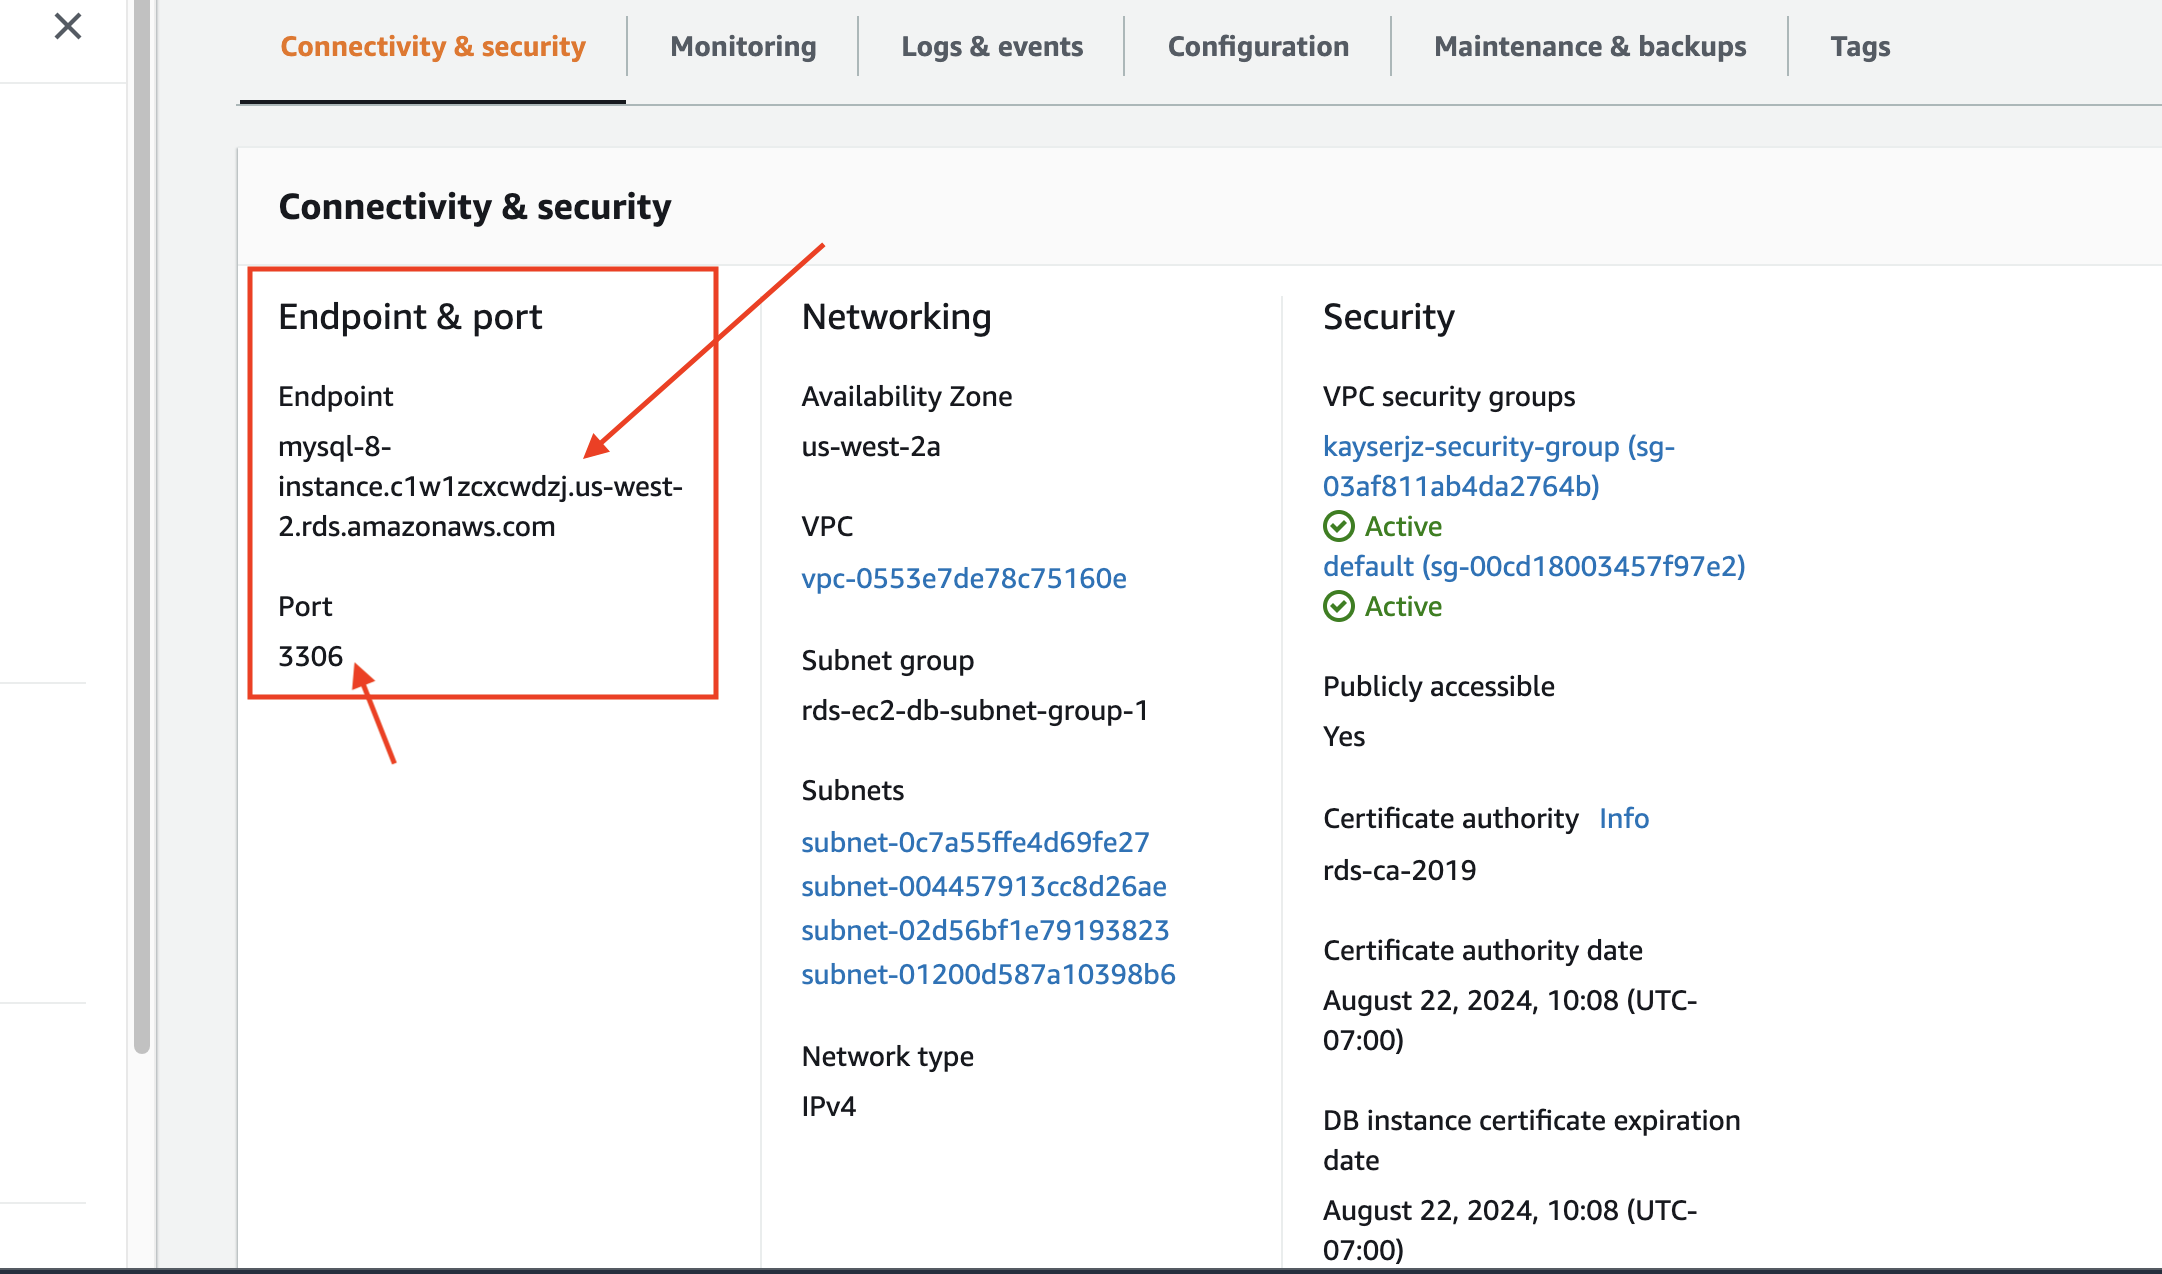 Connectivity & security
Monitoring
Logs & events
Configuration
Maintenance & backups
Tags
Connectivity & security
Endpoint & port
Endpoint
mysql-8-
instance.c1w1zcxcwdzj.us-west-
2.rds.amazonaws.com
Port
3306
Networking
Availability Zone
us-west-2a
VPC
vpc-0553e7de78c75160e
Subnet group
rds-ec2-db-subnet-group-1
Subnets
subnet-0c7a55ffe4d69fe27
subnet-004457913cc8d26ae
subnet-02d56bf1e79193823
subnet-01200d587a10398b6
Network type
IPv4
Security
VPC security groups
kayserjz-security-group (sg-
03af811ab4da2764b)
Active
default (sg-00cd18003457f97e2)
Active
Publicly accessible
Yes
Certificate authority Info
rds-ca-2019
Certificate authority date
August 22, 2024, 10:08 (UTC-
07:00)
DB instance certificate expiration
date
August 22, 2024, 10:08 (UTC-
07:00)